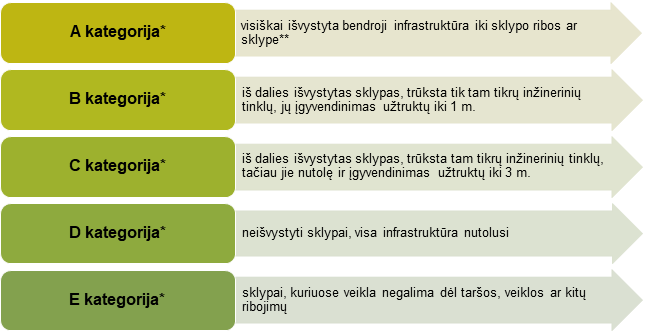 A kategorija*
visiškai išvystyta bendroji infrastruktūra iki sklypo ribos ar
sklype**
B kategorija*
iš dalies išvystytas sklypas, trūksta tik tam tikrų inžinerinių
tinklų, jų įgyvendinimas užtruktų iki 1 m.
C kategorija*
iš dalies išvystytas sklypas, trūksta tam tikrų inžinerinių tinklų,
tačiau jie nutolę ir įgyvendinimas užtruktų iki 3 m.
D kategorija*
neišvystyti sklypai, visa infrastruktūra nutolusi
E kategorija*
sklypai, kuriuose veikla negalima dėl taršos, veiklos ar kitų
ribojimų